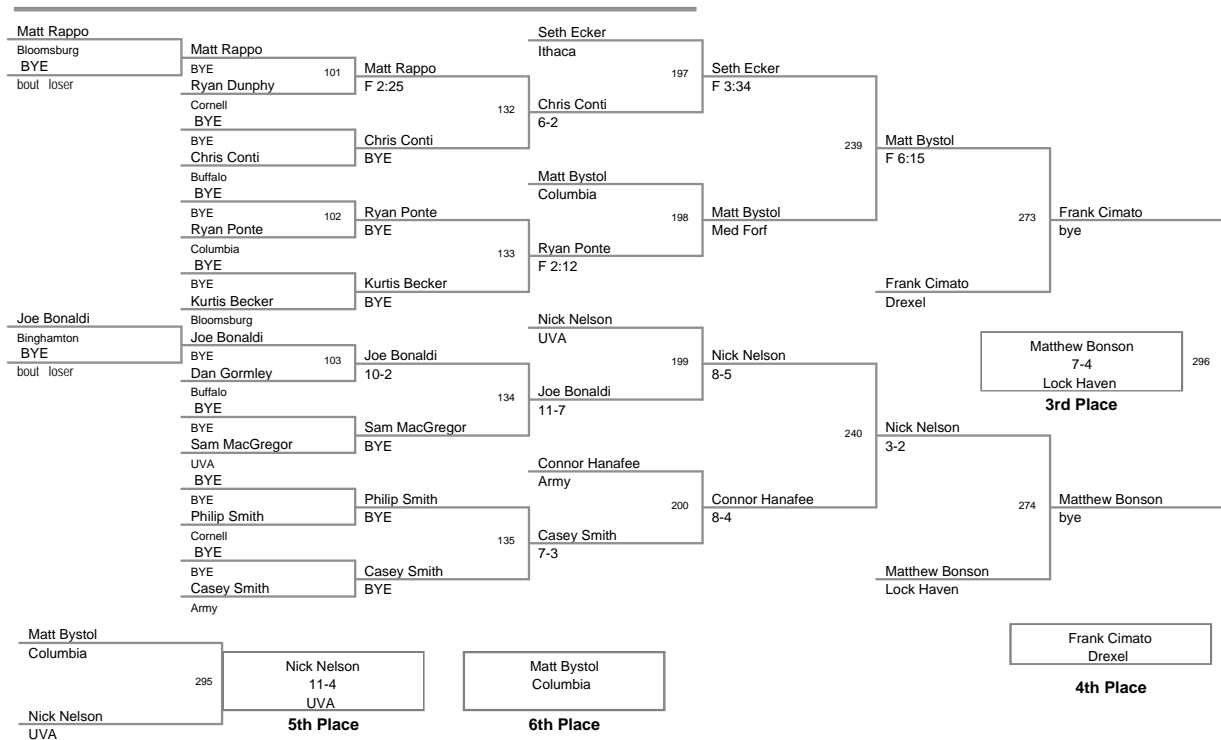 Matt Rappo
Bloomsburg
BYE
bout loser
Joe Bonaldi
Binghamton
BYE
bout loser
Matt Rappo
BYE
101
Ryan Dunphy
Cornell
BYE
BYE
Chris Conti
Buffalo
BYE
BYE
102
Ryan Ponte
Columbia
BYE
BYE
Kurtis Becker
Bloomsburg
Joe Bonaldi
BYE
103
Dan Gormley
Buffalo
BYE
BYE
Sam MacGregor
UVA
BYE
BYE
Philip Smith
Cornell
BYE
BYE
Casey Smith
Army
Matt Rappo
F 2:25
132
Chris Conti
BYE
Ryan Ponte
BYE
133
Kurtis Becker
BYE
Joe Bonaldi
10-2
134
Sam MacGregor
BYE
Philip Smith
BYE
135
Casey Smith
BYE
Seth Ecker
Ithaca
197
Chris Conti
6-2
Matt Bystol
Columbia
198
Ryan Ponte
F 2:12
Nick Nelson
UVA
199
Joe Bonaldi
11-7
Connor Hanafee
Army
200
Casey Smith
7-3
Seth Ecker
F 3:34
239
Matt Bystol
Med Forf
Nick Nelson
8-5
240
Connor Hanafee
8-4
Matt Bystol
F 6:15
273
Frank Cimato
Drexel
Nick Nelson
3-2
274
Matthew Bonson
Lock Haven
Frank Cimato
bye
Matthew Bonson
7-4
Lock Haven
296
3rd Place
Matthew Bonson
bye
Frank Cimato
Drexel
4th Place
Matt Bystol
Columbia
295
Nick Nelson
UVA
Nick Nelson
11-4
UVA
5th Place
Matt Bystol
Columbia
6th Place